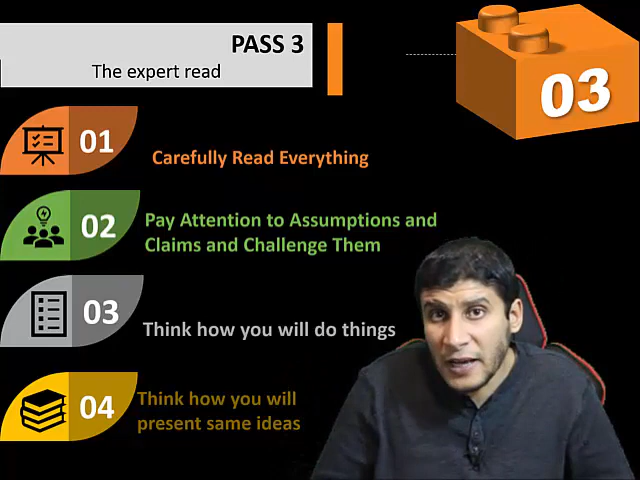 PASS 3
The expert read
03
01
Carefully Read Everything
02
Pay Attention to Assumptions and
Claims and Challenge Them
03
Think how you will do things
04
Think how you will
present same ideas